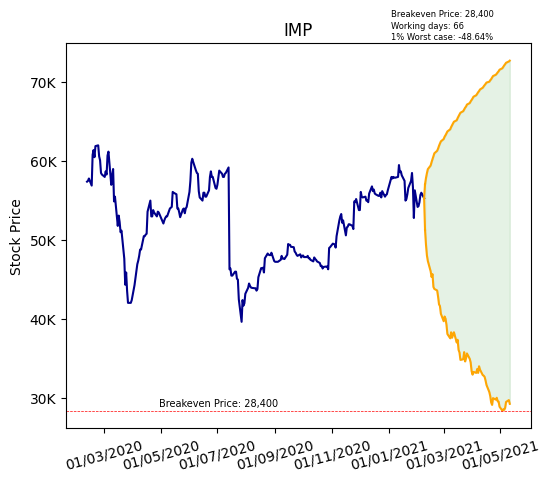 Breakeven Price: 28,400
Working days: 66
1% Worst case: -48.64%
IMP
Stock Price
70K
60K
50K
40K
30K
Breakeven Price: 28,400
01/03/2020
01/05/2020
01/07/2020
01/09/2020
01/11/2020
01/01/2021
01/03/2021
01/05/2021